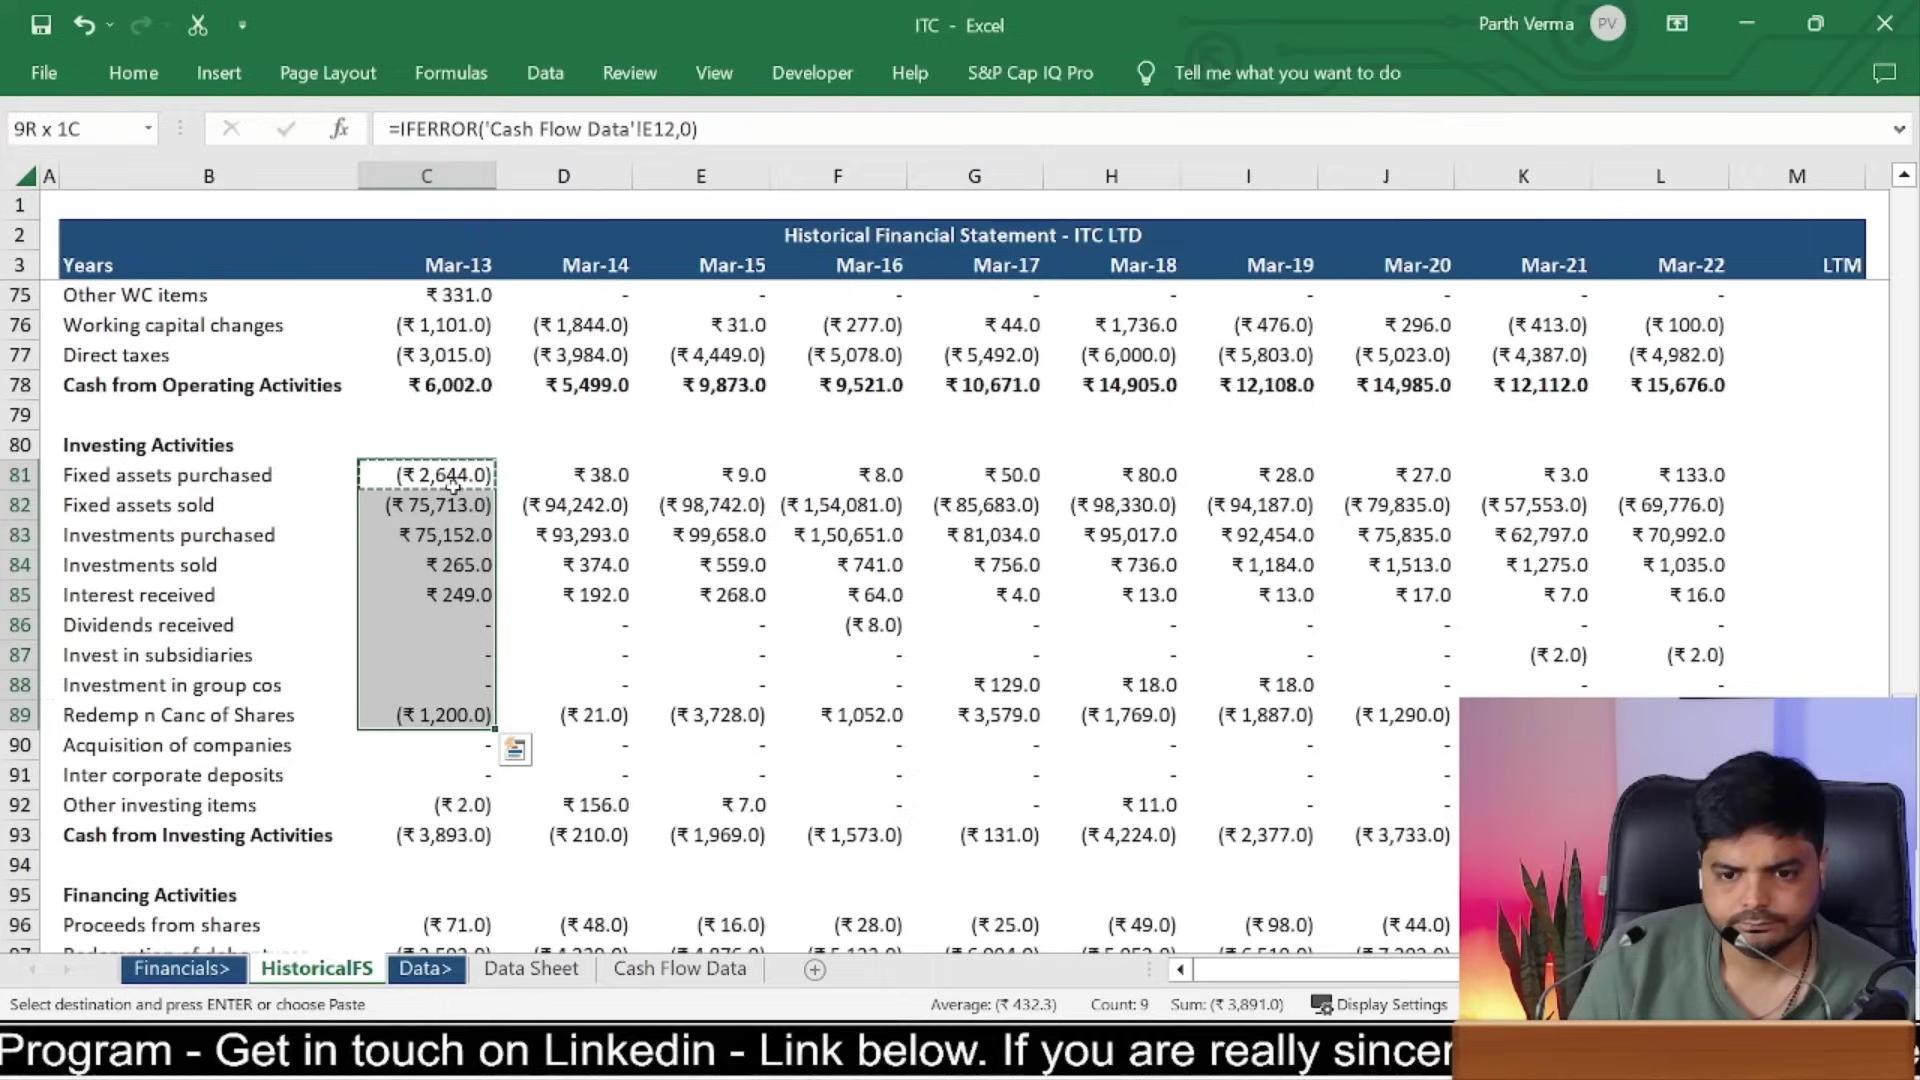 ITC - Excel
Parth Verma PV
File Home Insert Page Layout Formulas Data Review View Developer Help S&P Cap IQ Pro Tell me what you want to do
9R x 1C fx =IFERROR('Cash Flow Data'!E12,0)
A B C D E F G H I J K L M
1
2 Historical Financial Statement - ITC LTD
3 Years Mar-13 Mar-14 Mar-15 Mar-16 Mar-17 Mar-18 Mar-19 Mar-20 Mar-21 Mar-22 LTM
75 Other WC items ₹ 331.0 - - - - - - - - -
76 Working capital changes (₹ 1,101.0) (₹ 1,844.0) ₹ 31.0 (₹ 277.0) ₹ 44.0 ₹ 1,736.0 (₹ 476.0) ₹ 296.0 (₹ 413.0) (₹ 100.0)
77 Direct taxes (₹ 3,015.0) (₹ 3,984.0) (₹ 4,449.0) (₹ 5,078.0) (₹ 5,492.0) (₹ 6,000.0) (₹ 5,803.0) (₹ 5,023.0) (₹ 4,387.0) (₹ 4,982.0)
78 Cash from Operating Activities ₹ 6,002.0 ₹ 5,499.0 ₹ 9,873.0 ₹ 9,521.0 ₹ 10,671.0 ₹ 14,905.0 ₹ 12,108.0 ₹ 14,985.0 ₹ 12,112.0 ₹ 15,676.0
79
80 Investing Activities
81 Fixed assets purchased (₹ 2,644.0) ₹ 38.0 ₹ 9.0 ₹ 8.0 ₹ 50.0 ₹ 80.0 ₹ 28.0 ₹ 27.0 ₹ 3.0 ₹ 133.0
82 Fixed assets sold (₹ 75,713.0) (₹ 94,242.0) (₹ 98,742.0) (₹ 1,54,081.0) (₹ 85,683.0) (₹ 98,330.0) (₹ 94,187.0) (₹ 79,835.0) (₹ 57,553.0) (₹ 69,776.0)
83 Investments purchased ₹ 75,152.0 ₹ 93,293.0 ₹ 99,658.0 ₹ 1,50,651.0 ₹ 81,034.0 ₹ 95,017.0 ₹ 92,454.0 ₹ 75,835.0 ₹ 62,797.0 ₹ 70,992.0
84 Investments sold ₹ 265.0 ₹ 374.0 ₹ 559.0 ₹ 741.0 ₹ 756.0 ₹ 736.0 ₹ 1,184.0 ₹ 1,513.0 ₹ 1,275.0 ₹ 1,035.0
85 Interest received ₹ 249.0 ₹ 192.0 ₹ 268.0 ₹ 64.0 ₹ 4.0 ₹ 13.0 ₹ 13.0 ₹ 17.0 ₹ 7.0 ₹ 16.0
86 Dividends received - - - (₹ 8.0) - - - - - -
87 Invest in subsidiaries - - - - - - - - (₹ 2.0) (₹ 2.0)
88 Investment in group cos - - - - ₹ 129.0 ₹ 18.0 ₹ 18.0 - - -
89 Redemp n Canc of Shares (₹ 1,200.0) (₹ 21.0) (₹ 3,728.0) ₹ 1,052.0 ₹ 3,579.0 (₹ 1,769.0) (₹ 1,887.0) (₹ 1,290.0)
90 Acquisition of companies - - - - - - - -
91 Inter corporate deposits - - - - - - - -
92 Other investing items (₹ 2.0) ₹ 156.0 ₹ 7.0 - - ₹ 11.0 - -
93 Cash from Investing Activities (₹ 3,893.0) (₹ 210.0) (₹ 1,969.0) (₹ 1,573.0) (₹ 131.0) (₹ 4,224.0) (₹ 2,377.0) (₹ 3,733.0)
94
95 Financing Activities
96 Proceeds from shares (₹ 71.0) (₹ 48.0) (₹ 16.0) (₹ 28.0) (₹ 25.0) (₹ 49.0) (₹ 98.0) (₹ 44.0)
Financials> HistoricalFS Data> Data Sheet Cash Flow Data
Select destination and press ENTER or choose Paste Average: (₹ 432.3) Count: 9 Sum: (₹ 3,891.0) Display Settings
Program - Get in touch on Linkedin - Link below. If you are really sincer